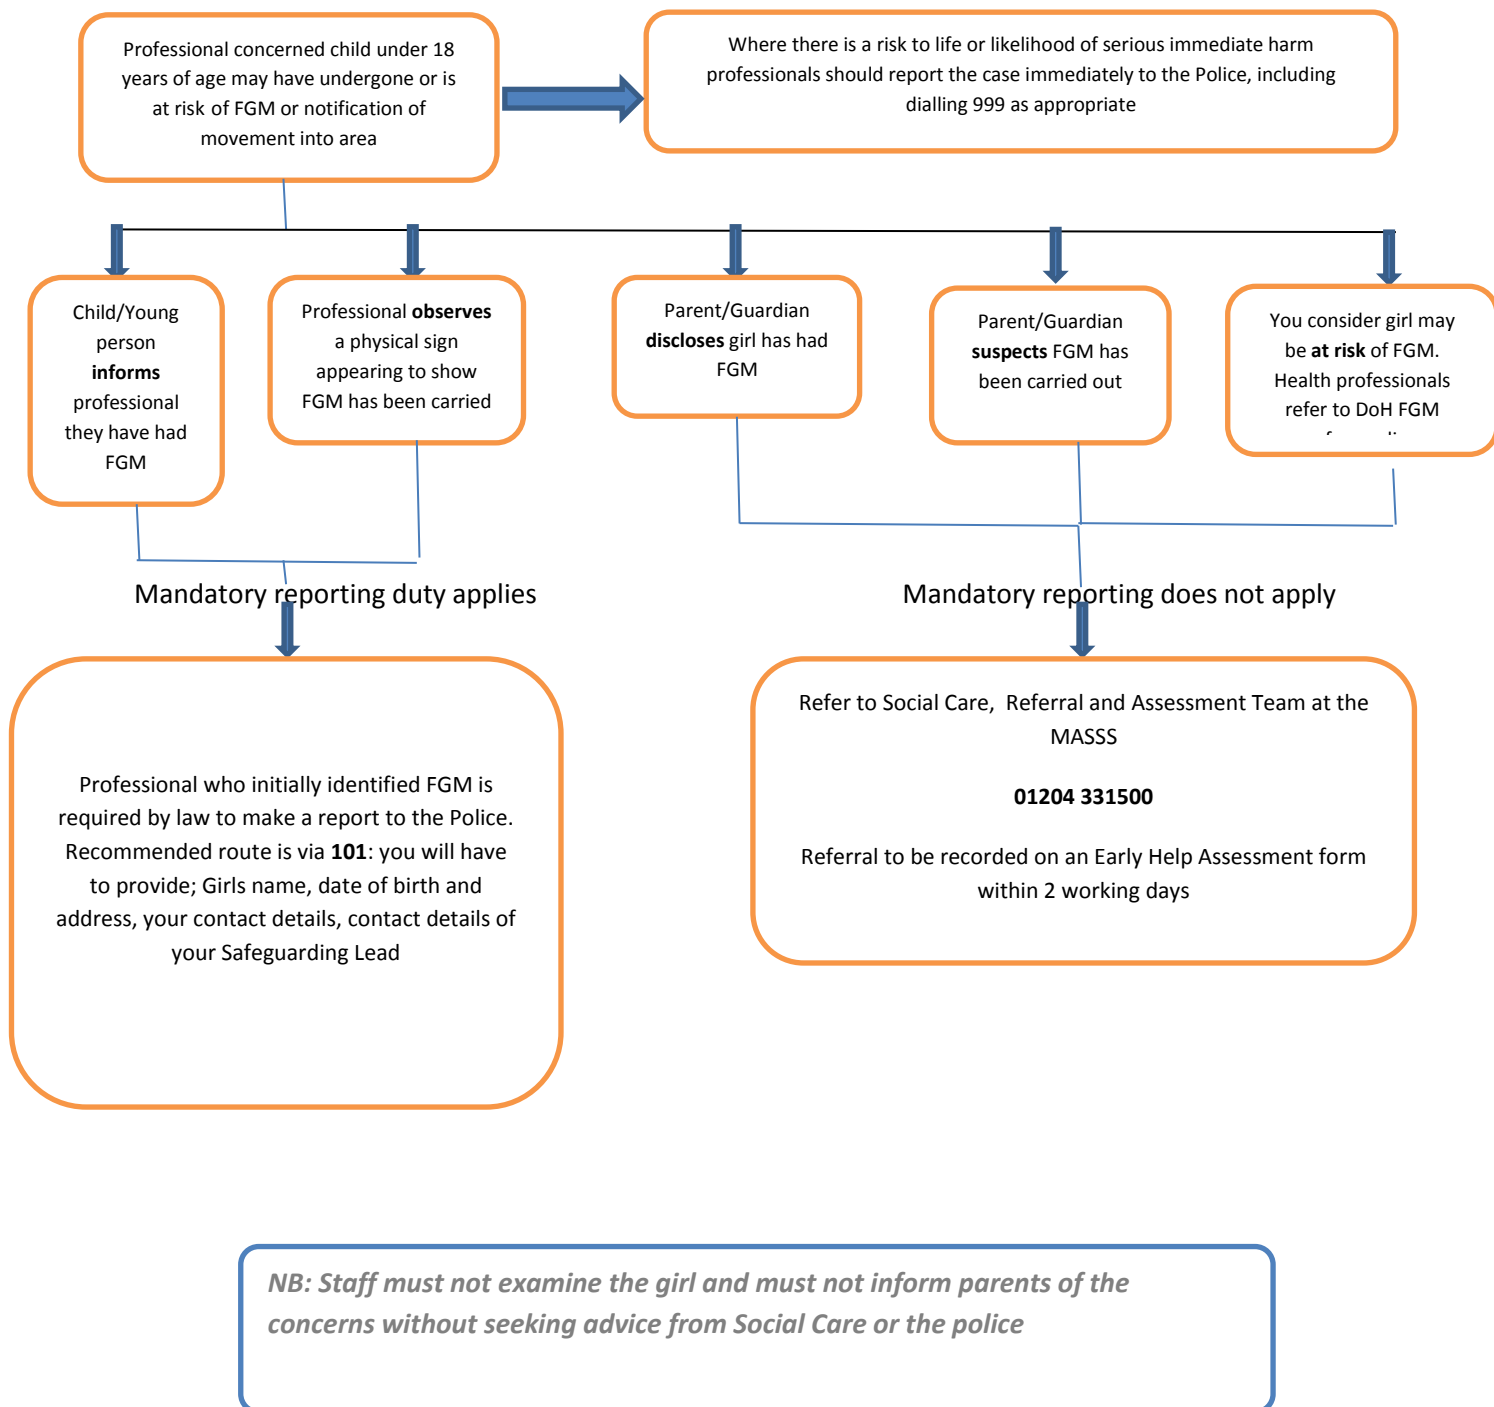 Professional concerned child under 18
years of age may have undergone or is
at risk of FGM or notification of
movement into area
Where there is a risk to life or likelihood of serious immediate harm
professionals should report the case immediately to the Police, including
dialling 999 as appropriate
Child/Young
person
informs
professional
they have had
FGM
Professional observes
a physical sign
appearing to show
FGM has been carried
Parent/Guardian
discloses girl has had
FGM
Parent/Guardian
suspects FGM has
been carried out
You consider girl may
be at risk of FGM.
Health professionals
refer to DoH FGM
Mandatory reporting duty applies
Mandatory reporting does not apply
Professional who initially identified FGM is
required by law to make a report to the Police.
Recommended route is via 101: you will have
to provide; Girls name, date of birth and
address, your contact details, contact details of
your Safeguarding Lead
Refer to Social Care,  Referral and Assessment Team at the
MASSS
01204 331500
Referral to be recorded on an Early Help Assessment form
within 2 working days
NB: Staff must not examine the girl and must not inform parents of the
concerns without seeking advice from Social Care or the police